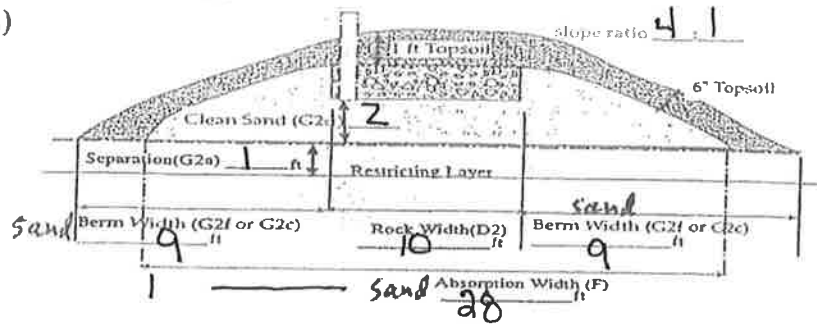 )
slope ratio 4 : 1
1 ft Topsoil
6" Topsoil
Clean Sand (G2c) 2
Separation(G2a) 1 ft
Restricting Layer
sand
sand Berm Width (G2f or G2c) 9 ft
Rock Width(D2) 10 ft
Berm Width (G2f or G2c) 9 ft
1
sand Absorption Width (F) 28 ft